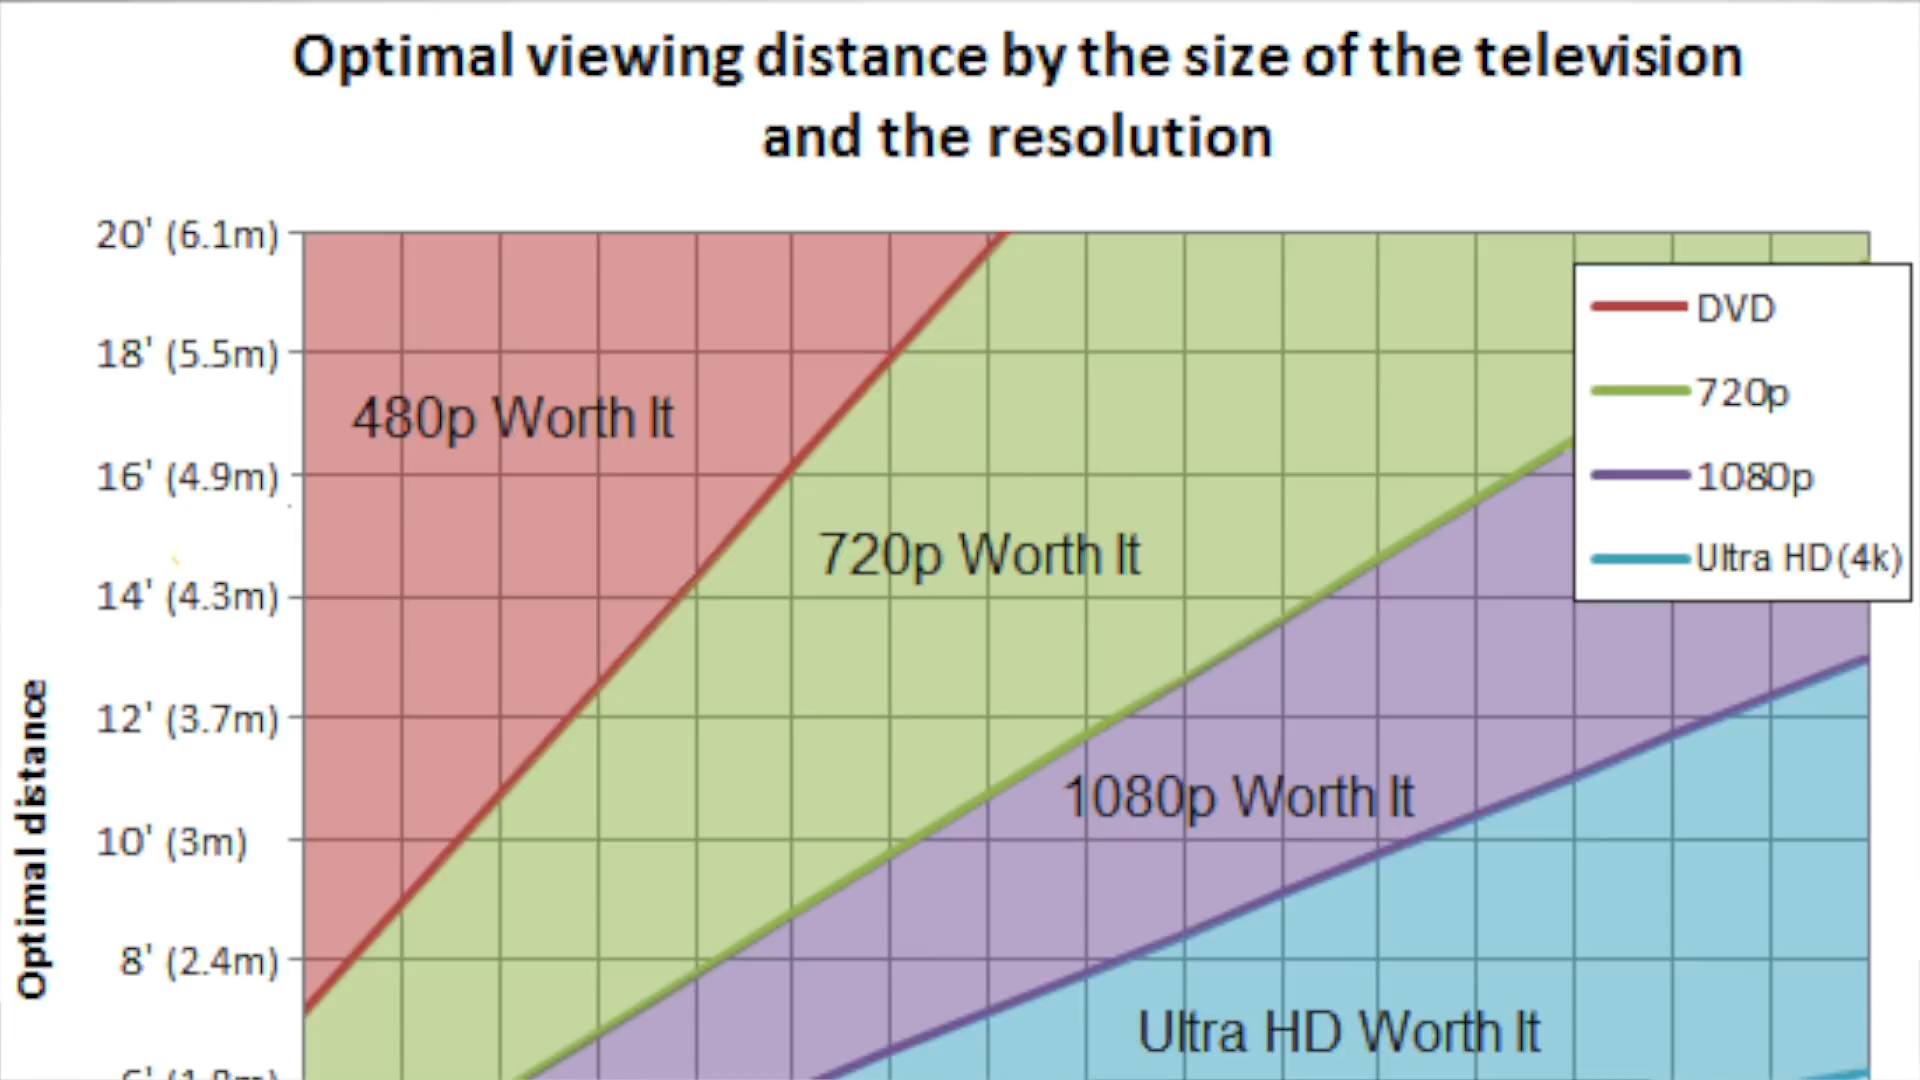 Optimal viewing distance by the size of the television
and the resolution
20' (6.1m)
18' (5.5m)
16' (4.9m)
14' (4.3m)
12' (3.7m)
10' (3m)
8' (2.4m)
Optimal distance
480p Worth It
720p Worth It
1080p Worth It
Ultra HD Worth It
DVD
720p
1080p
Ultra HD (4k)